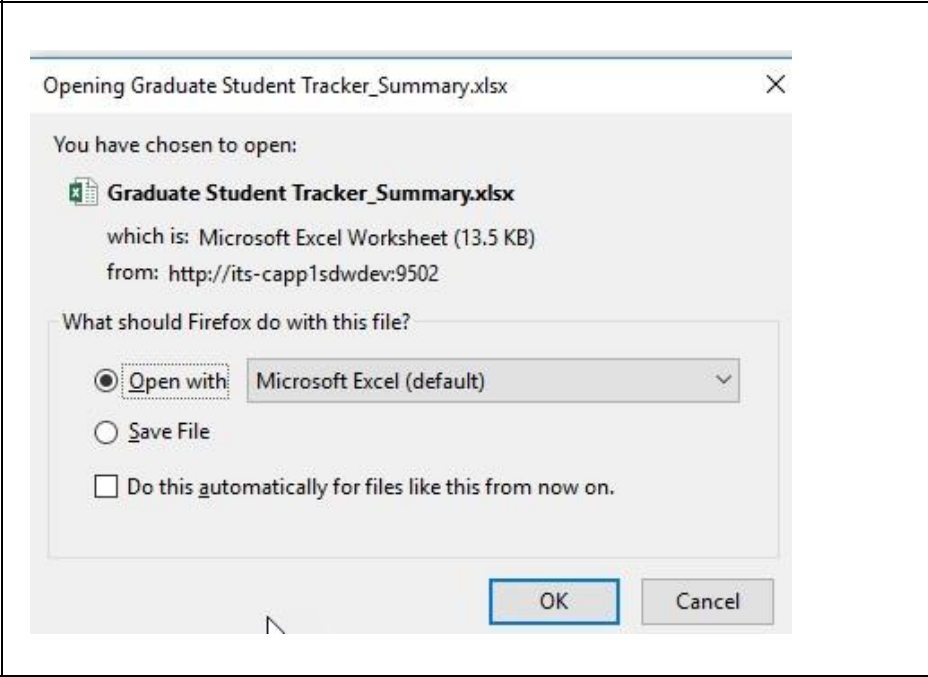 Opening Graduate Student Tracker_Summary.xlsx
You have chosen to open:
Graduate Student Tracker_Summary.xlsx
which is: Microsoft Excel Worksheet (13.5 KB)
from: http://its-capp1sdwdev:9502
What should Firefox do with this file?
Open with Microsoft Excel (default)
Save File
Do this automatically for files like this from now on.
OK Cancel